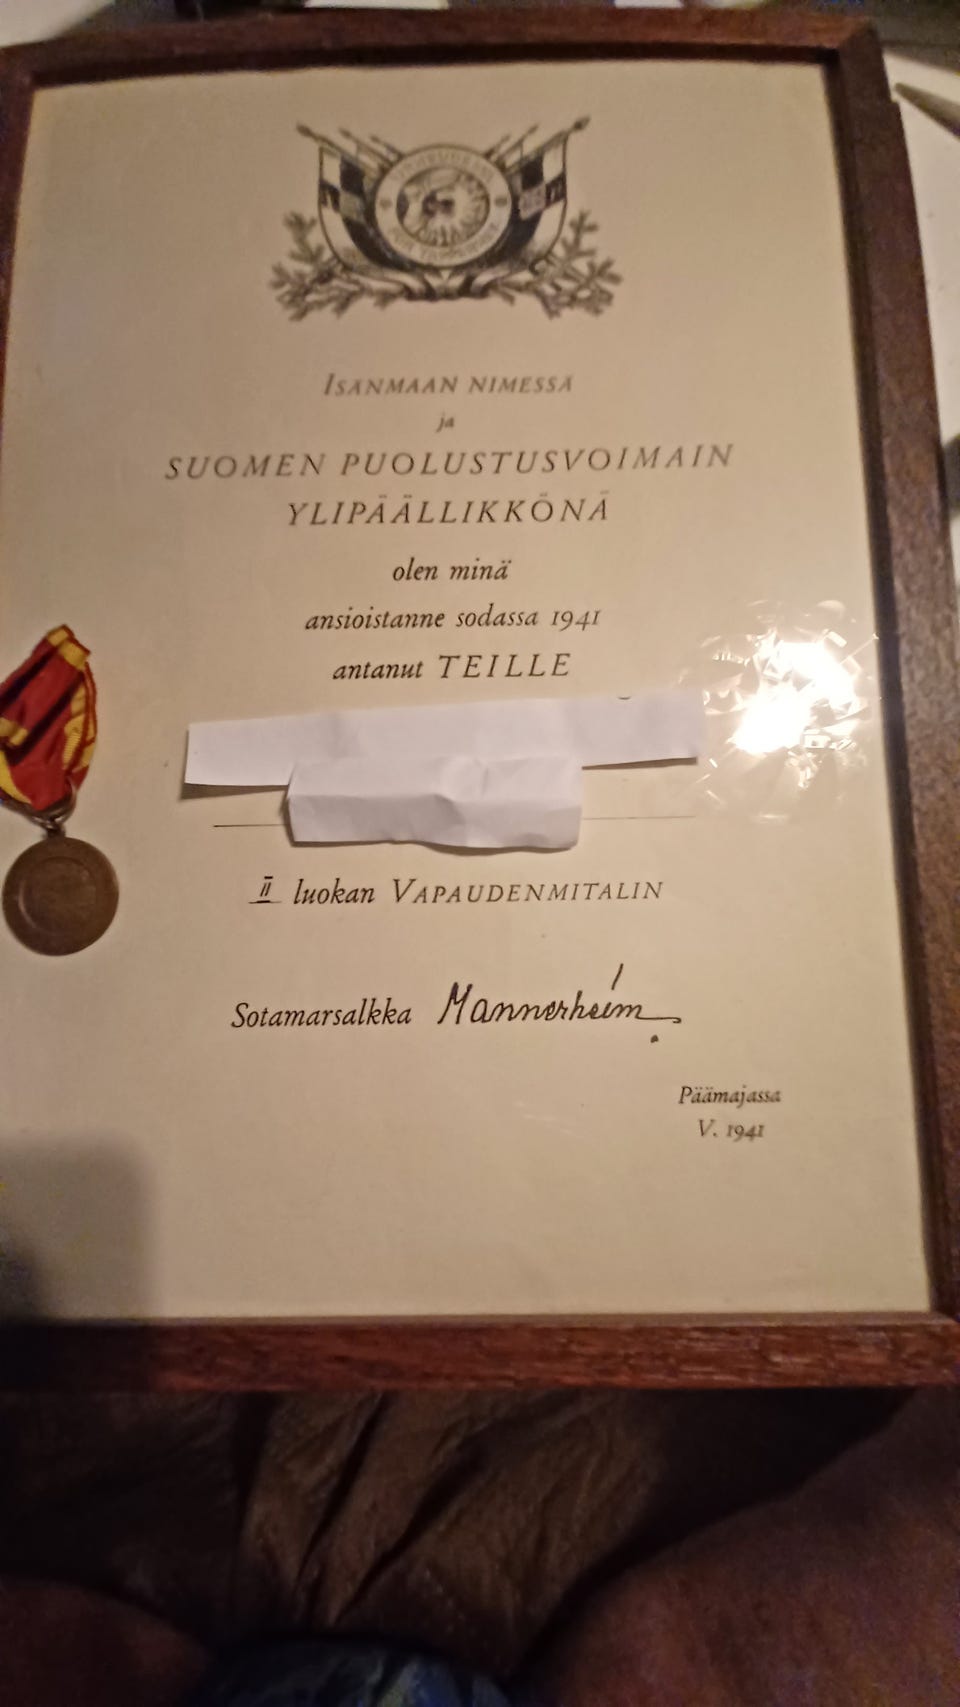 ISÄNMAAN NIMESSÄ
ja
SUOMEN PUOLUSTUSVOIMAIN
YLIPÄÄLLIKKÖNÄ
olen minä
ansioistanne sodassa 1941
antanut TEILLE
II luokan VAPAUDENMITALIN
Sotamarsalkka Mannerheim
Päämajassa
V. 1941